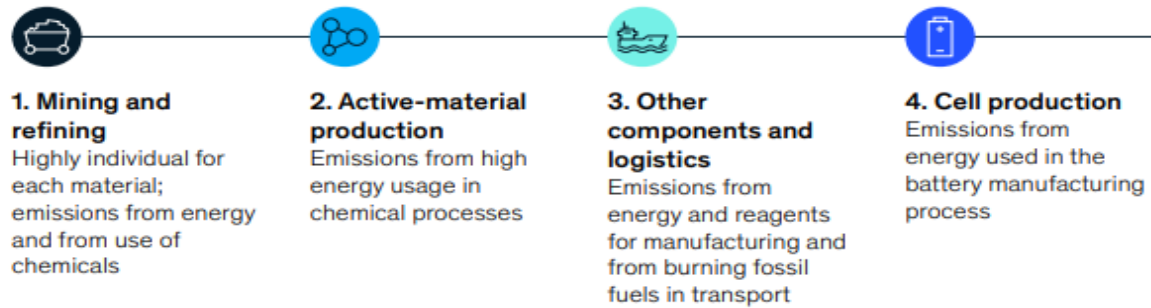 1. Mining and
refining
Highly individual for
each material;
emissions from energy
and from use of
chemicals
2. Active-material
production
Emissions from high
energy usage in
chemical processes
3. Other
components and
logistics
Emissions from
energy and reagents
for manufacturing and
from burning fossil
fuels in transport
4. Cell production
Emissions from
energy used in the
battery manufacturing
process